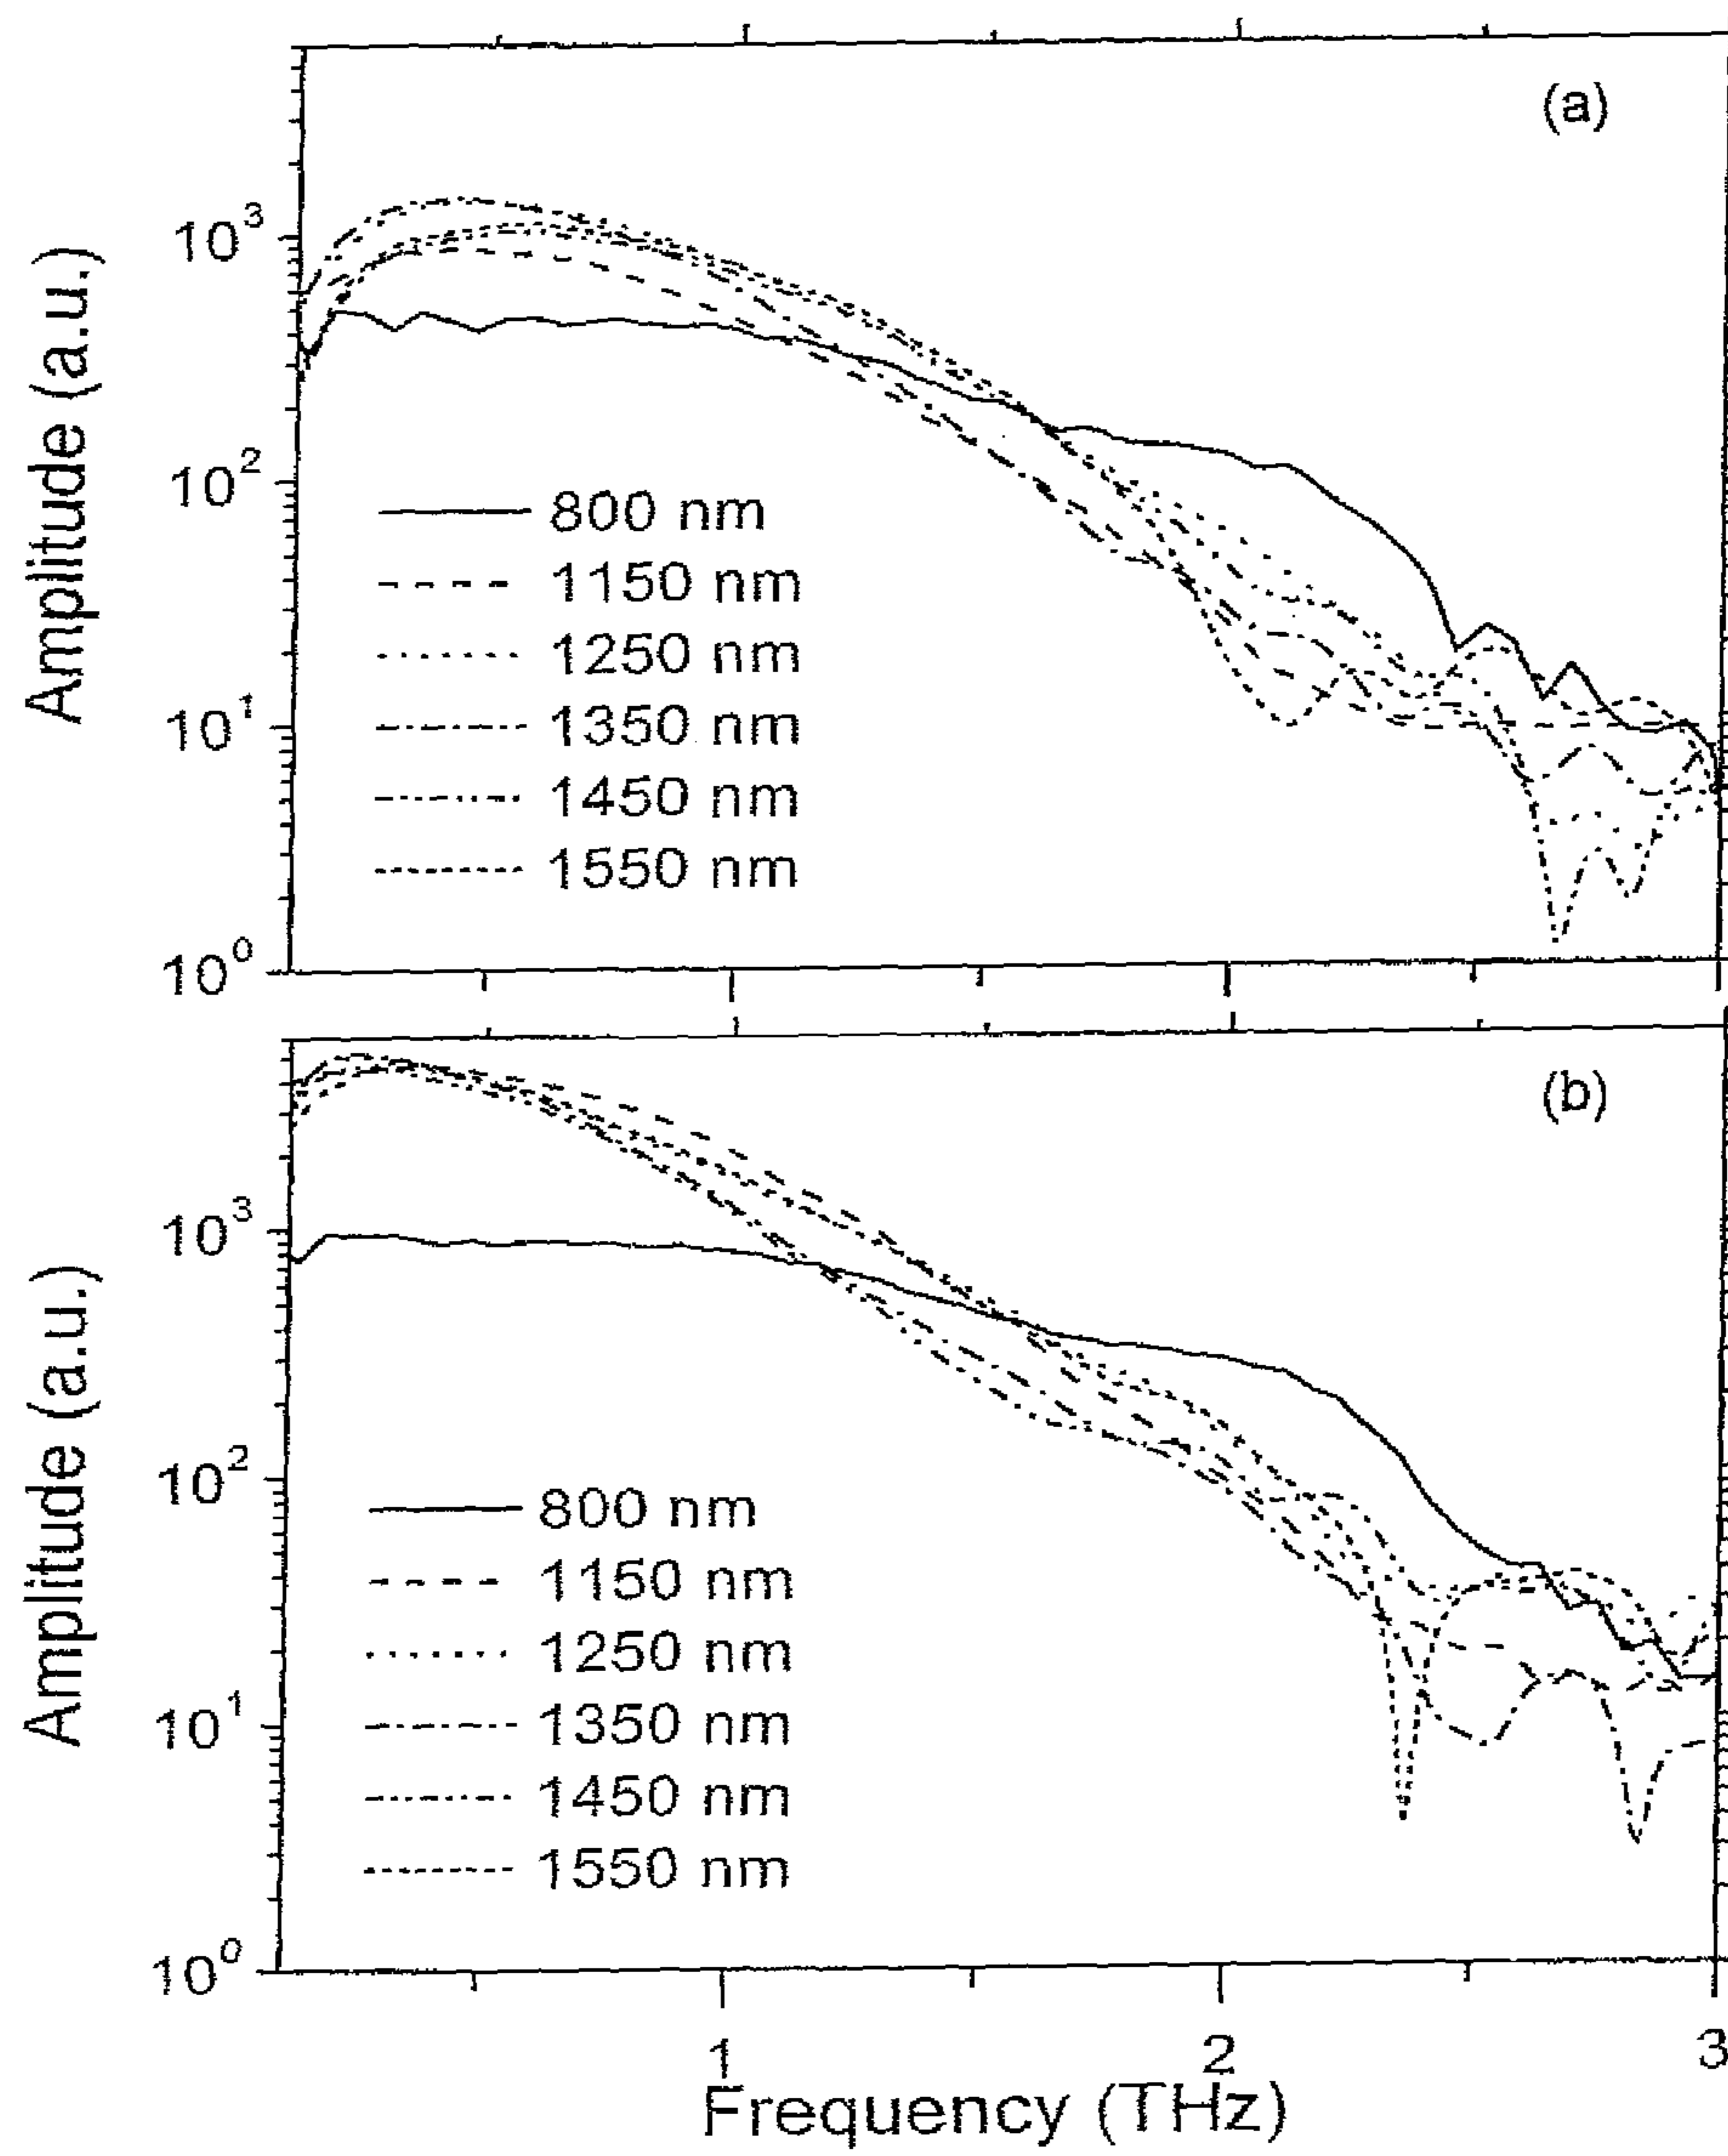 (a)
Amplitude (a.u.)
10³
10²
10¹
10⁰
800 nm
1150 nm
1250 nm
1350 nm
1450 nm
1550 nm
(b)
Amplitude (a.u.)
10³
10²
10¹
10⁰
800 nm
1150 nm
1250 nm
1350 nm
1450 nm
1550 nm
1 2 3
Frequency (THz)